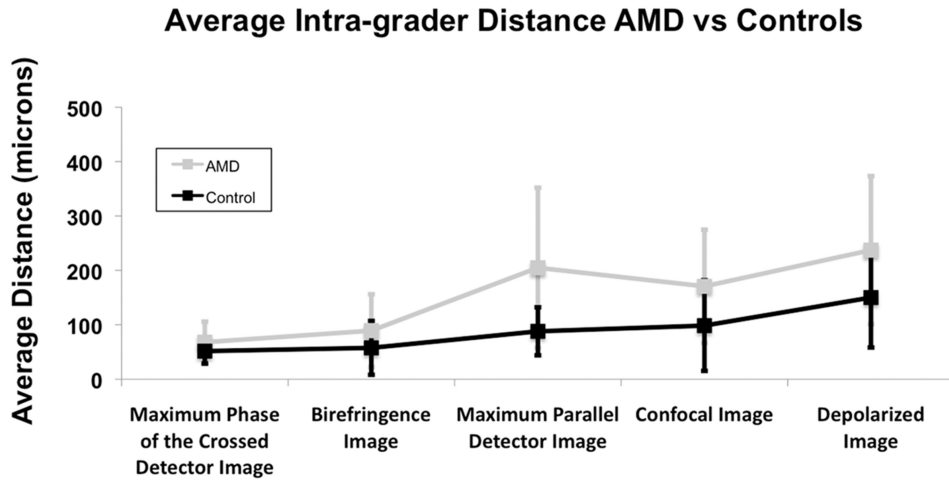 Average Intra-grader Distance AMD vs Controls
Average Distance (microns)
500
400
300
200
100
0
AMD
Control
Maximum Phase
of the Crossed
Detector Image
Birefringence
Image
Maximum Parallel
Detector Image
Confocal Image
Depolarized
Image